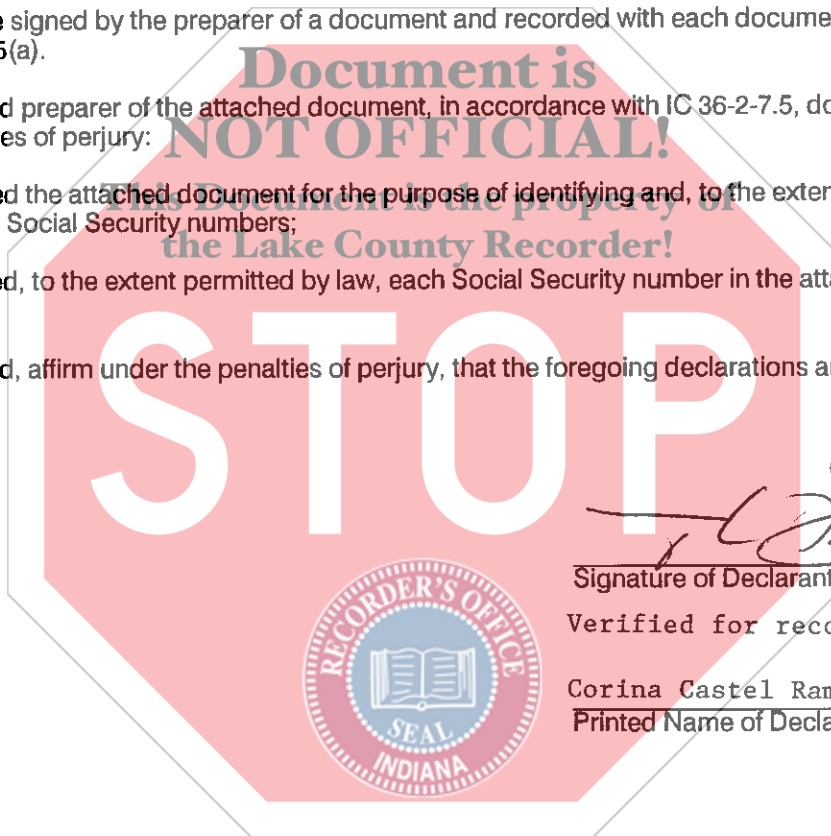 signed by the preparer of a document and recorded with each docume
5(a).
Document is
d preparer of the attached document, in accordance with IC 36-2-7.5, do
es of perjury:
NOT OFFICIAL!
ed the attached document for the purpose of identifying and, to the exten
This Document is the property of
Social Security numbers;
the Lake County Recorder!
ed, to the extent permitted by law, each Social Security number in the atta
STOP
d, affirm under the penalties of perjury, that the foregoing declarations a
Signature of Declarant
Verified for reco
Corina Castel Ram
Printed Name of Decla
RECORDER'S OFFICE
SEAL
INDIANA